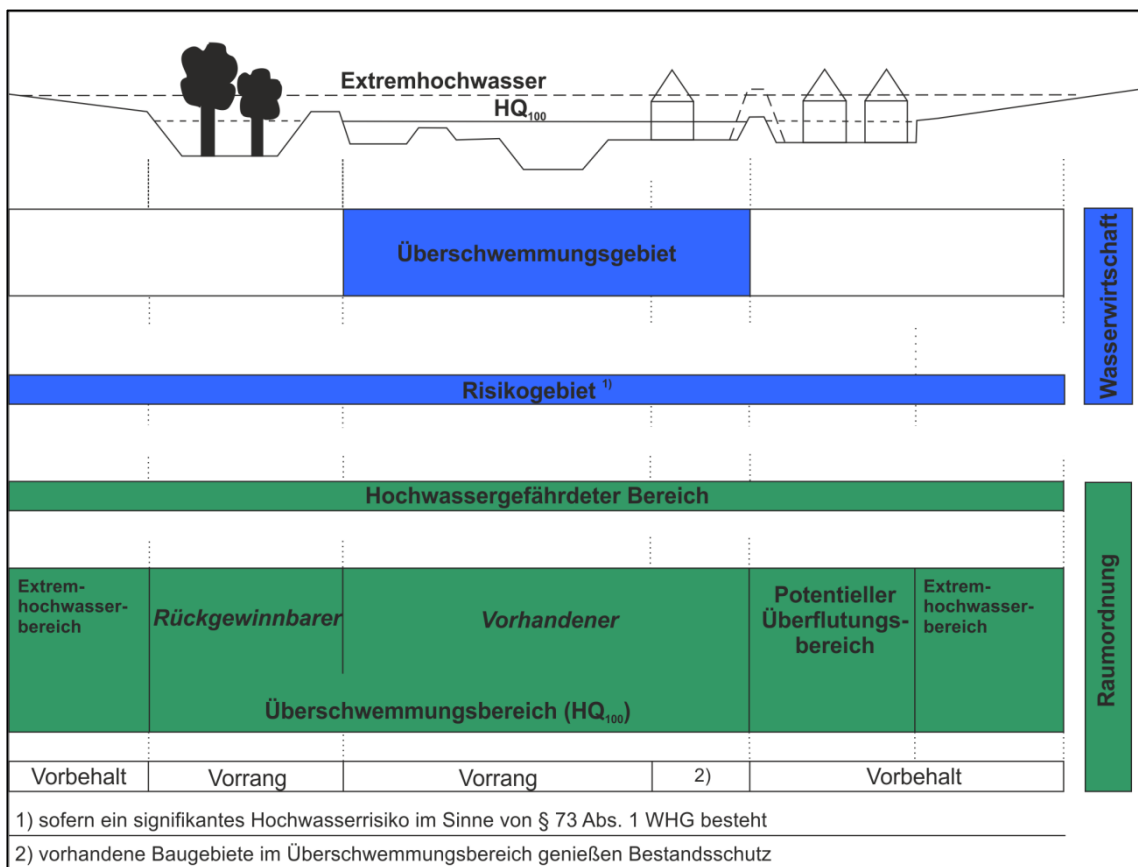 Extremhochwasser
HQ100
Überschwemmungsgebiet
Wasserwirtschaft
Risikogebiet 1)
Hochwassergefährdeter Bereich
Raumordnung
Extrem-
hochwasser-
bereich
Rückgewinnbarer
Vorhandener
Überschwemmungsbereich (HQ100)
Potentieller
Überflutungs-
bereich
Extrem-
hochwasser-
bereich
Vorbehalt
Vorrang
Vorrang
2)
Vorbehalt
1) sofern ein signifikantes Hochwasserrisiko im Sinne von § 73 Abs. 1 WHG besteht
2) vorhandene Baugebiete im Überschwemmungsbereich genießen Bestandsschutz